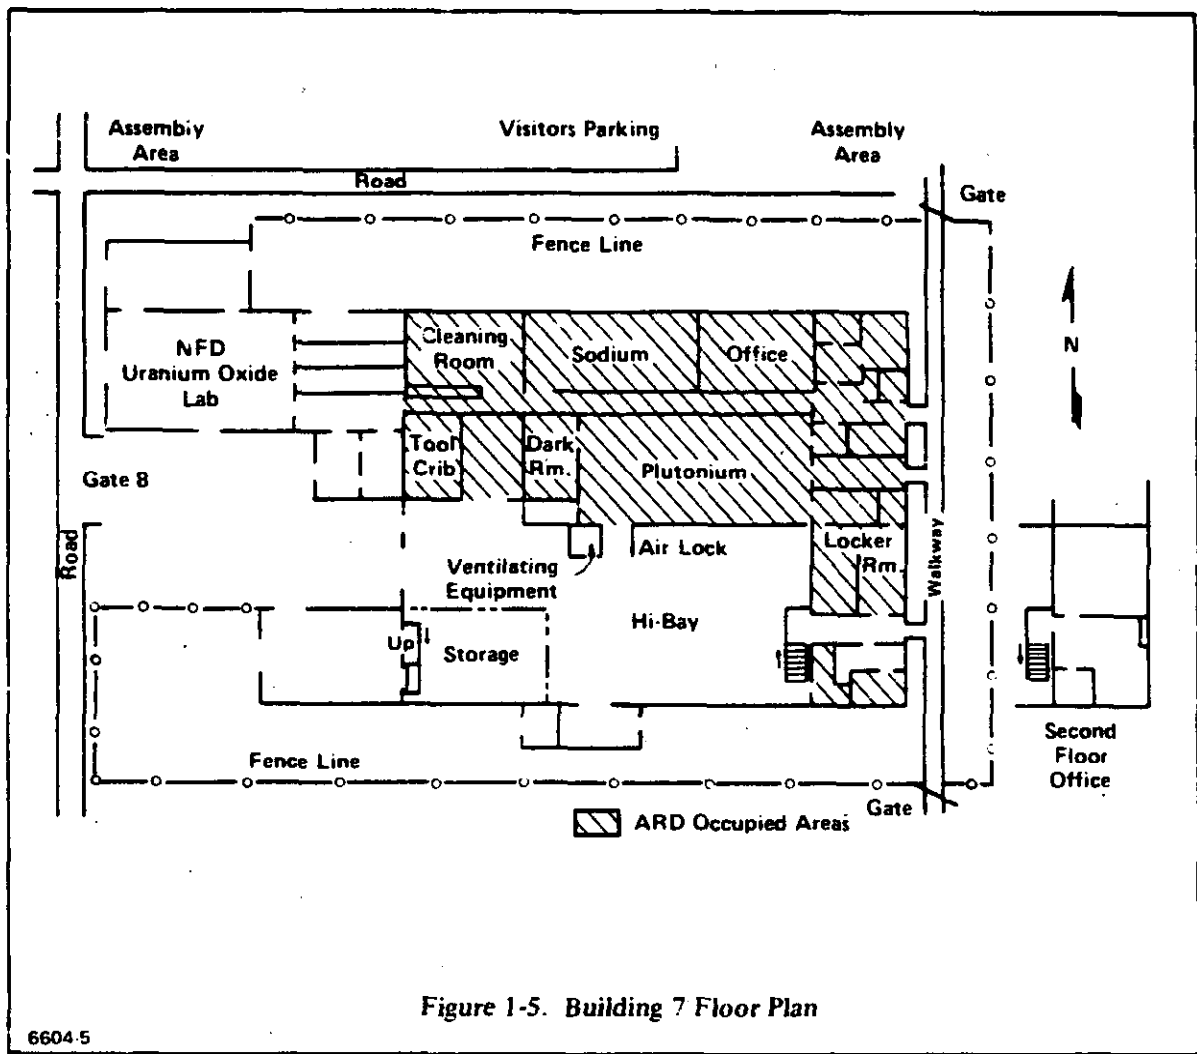 Assembly
Area
Visitors Parking
Assembly
Area
Road
Gate
Fence Line
N
Cleaning
Room
Sodium
Office
NFD
Uranium Oxide
Lab
Tool
Crib
Dark
Rm.
Plutonium
Gate 8
Road
Air Lock
Locker
Rm.
Walkway
Ventilating
Equipment
Hi-Bay
Up
Storage
Second
Floor
Office
Fence Line
Gate
ARD Occupied Areas
Figure 1-5. Building 7 Floor Plan
6604-5